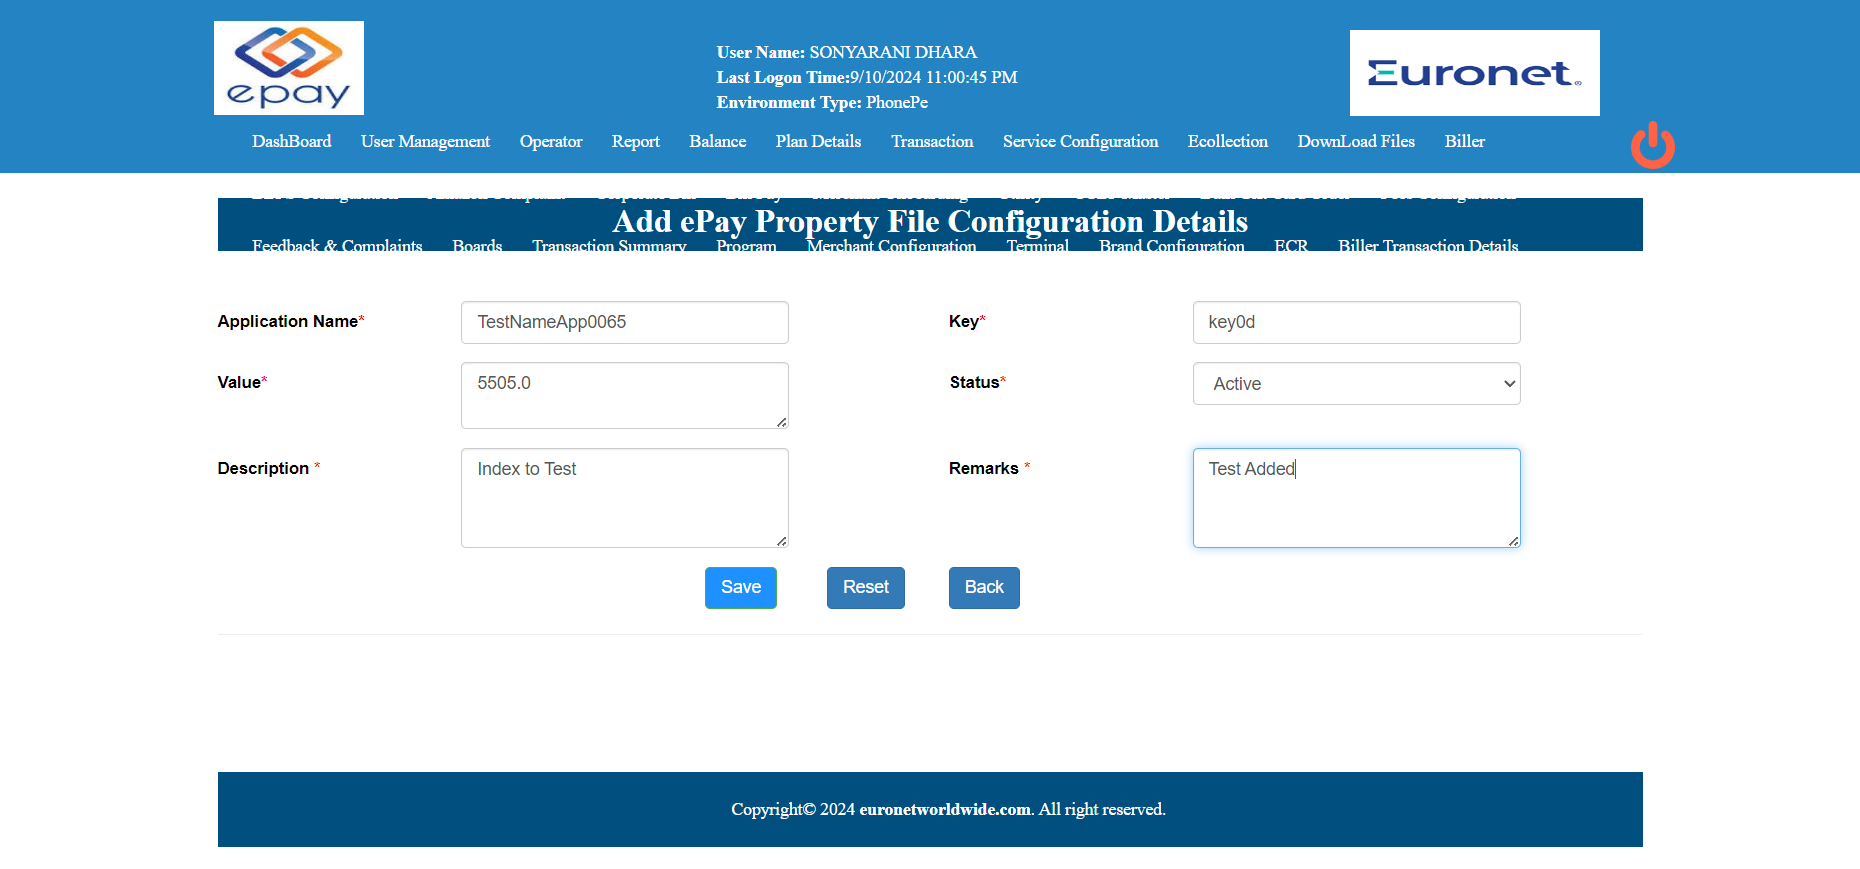 epay
User Name: SONYARANI DHARA
Last Logon Time:9/10/2024 11:00:45 PM
Environment Type: PhonePe
Euronet
DashBoard User Management Operator Report Balance Plan Details Transaction Service Configuration Ecollection DownLoad Files Biller
Add ePay Property File Configuration Details
Feedback & Complaints Boards Transaction Summary Program Merchant Configuration Terminal Brand Configuration ECR Biller Transaction Details
Application Name* TestNameApp0065 Key* key0d
Value* 5505.0 Status* Active
Description * Index to Test Remarks * Test Added
Save Reset Back
Copyright© 2024 euronetworldwide.com. All right reserved.